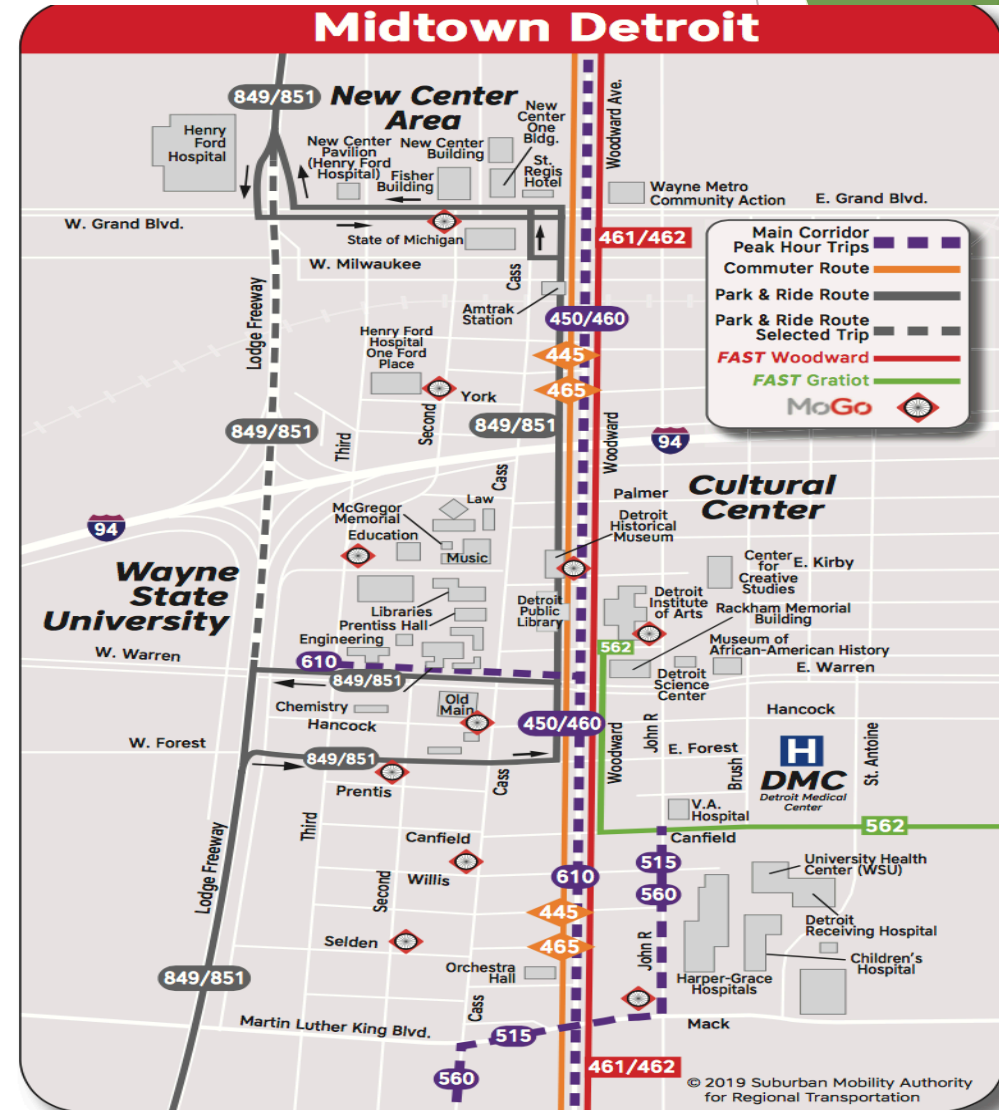 Midtown Detroit
849/851
New Center
Area
Henry
Ford
Hospital
New Center
Pavilion
(Henry Ford
Hospital)
New Center
Building
New
Center
One
Bldg.
Fisher
Building
St.
Regis
Hotel
Woodward Ave.
Wayne Metro
Community Action
E. Grand Blvd.
W. Grand Blvd.
State of Michigan
W. Milwaukee
Cass
461/462
Main Corridor
Peak Hour Trips
Commuter Route
Park & Ride Route
Park & Ride Route
Selected Trip
FAST Woodward
FAST Gratiot
MoGo
Lodge Freeway
Amtrak
Station
450/460
Henry Ford
Hospital
One Ford
Place
445
465
York
Second
849/851
849/851
Third
Woodward
94
Cass
Palmer
Cultural
Center
Law
McGregor
Memorial
Education
Music
Detroit
Historical
Museum
94
Wayne
State
University
Center
for
Creative
Studies
E. Kirby
Detroit
Institute
of Arts
Rackham Memorial
Building
Libraries
Prentiss Hall
Engineering
Detroit
Public
Library
562
Museum of
African-American History
W. Warren
610
849/851
E. Warren
Detroit
Science
Center
Chemistry
Hancock
Old
Main
450/460
Woodward
John R
Hancock
W. Forest
849/851
Cass
E. Forest
Brush
H
DMC
Detroit Medical
Center
St. Antoine
Prentis
V.A.
Hospital
562
Third
Canfield
Canfield
Lodge Freeway
Second
Willis
610
515
560
University Health
Center (WSU)
445
465
Selden
John R
Detroit
Receiving Hospital
Children's
Hospital
Orchestra
Hall
849/851
Harper-Grace
Hospitals
Cass
Martin Luther King Blvd.
515
Mack
560
461/462
© 2019 Suburban Mobility Authority
for Regional Transportation